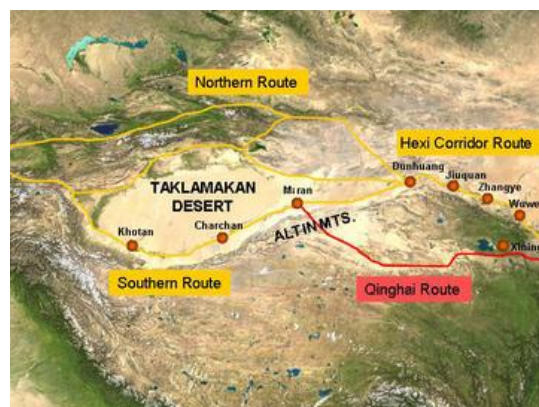 Northern Route
Hexi Corridor Route
Dunhuang
Jiuquan
Zhangye
Wuwe
Xining
TAKLAMAKAN
DESERT
Miran
ALTIN MTS.
Khotan
Charchan
Southern Route
Qinghai Route